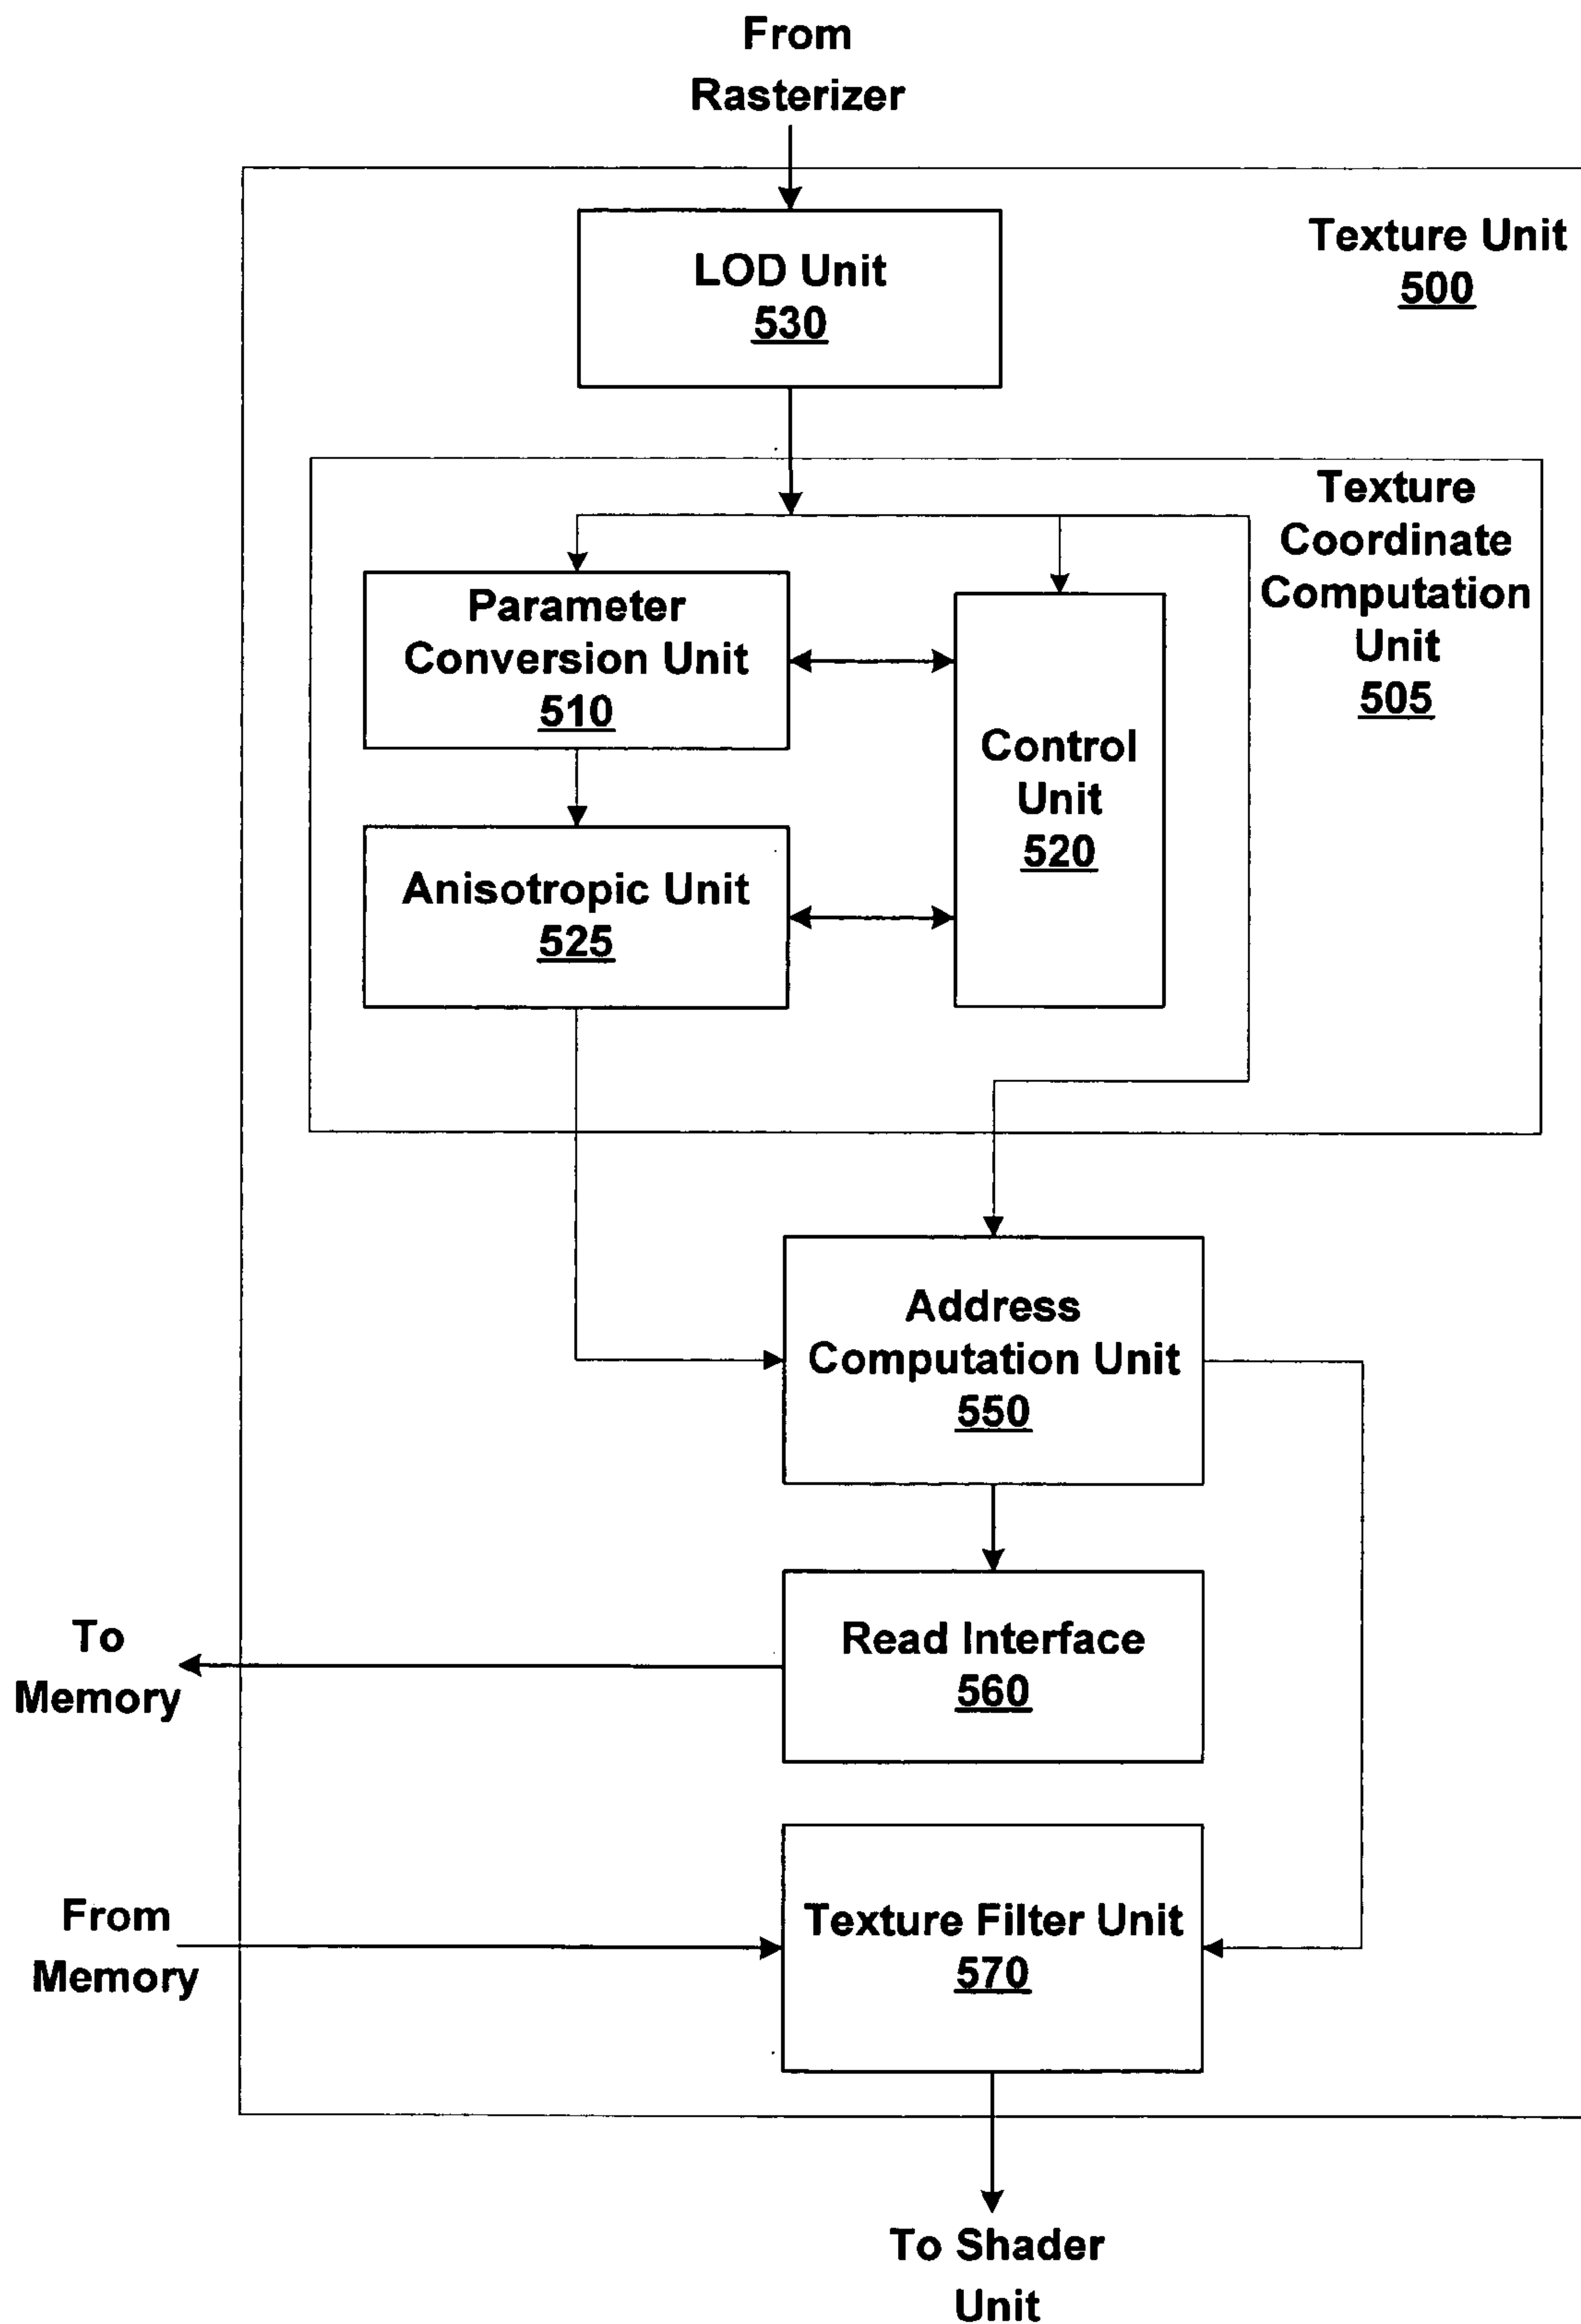 From
Rasterizer
Texture Unit
500
LOD Unit
530
Texture
Coordinate
Computation
Unit
505
Parameter
Conversion Unit
510
Control
Unit
520
Anisotropic Unit
525
Address
Computation Unit
550
To
Memory
Read Interface
560
From
Memory
Texture Filter Unit
570
To Shader
Unit